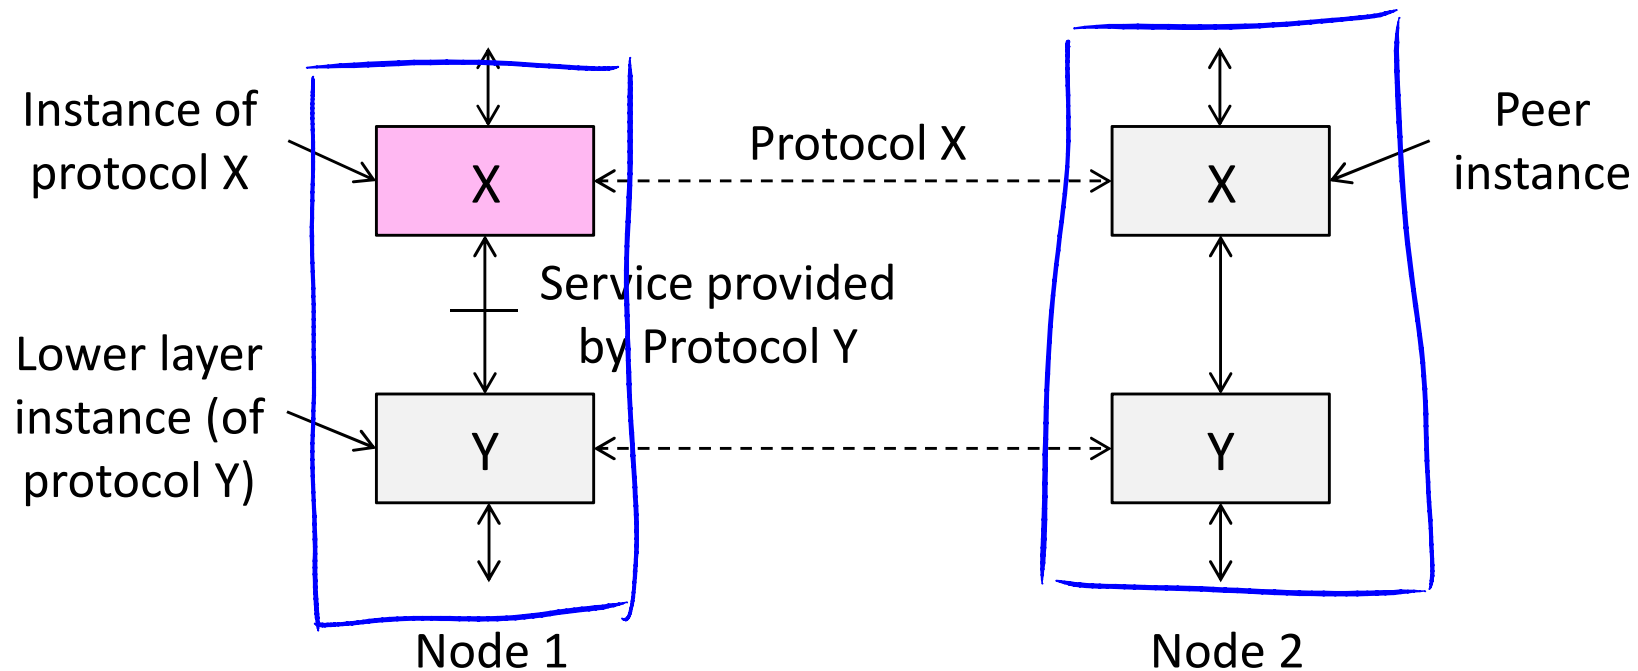 Instance of
protocol X
X
Protocol X
X
Peer
instance
Service provided
by Protocol Y
Lower layer
instance (of
protocol Y)
Y
Y
Node 1
Node 2